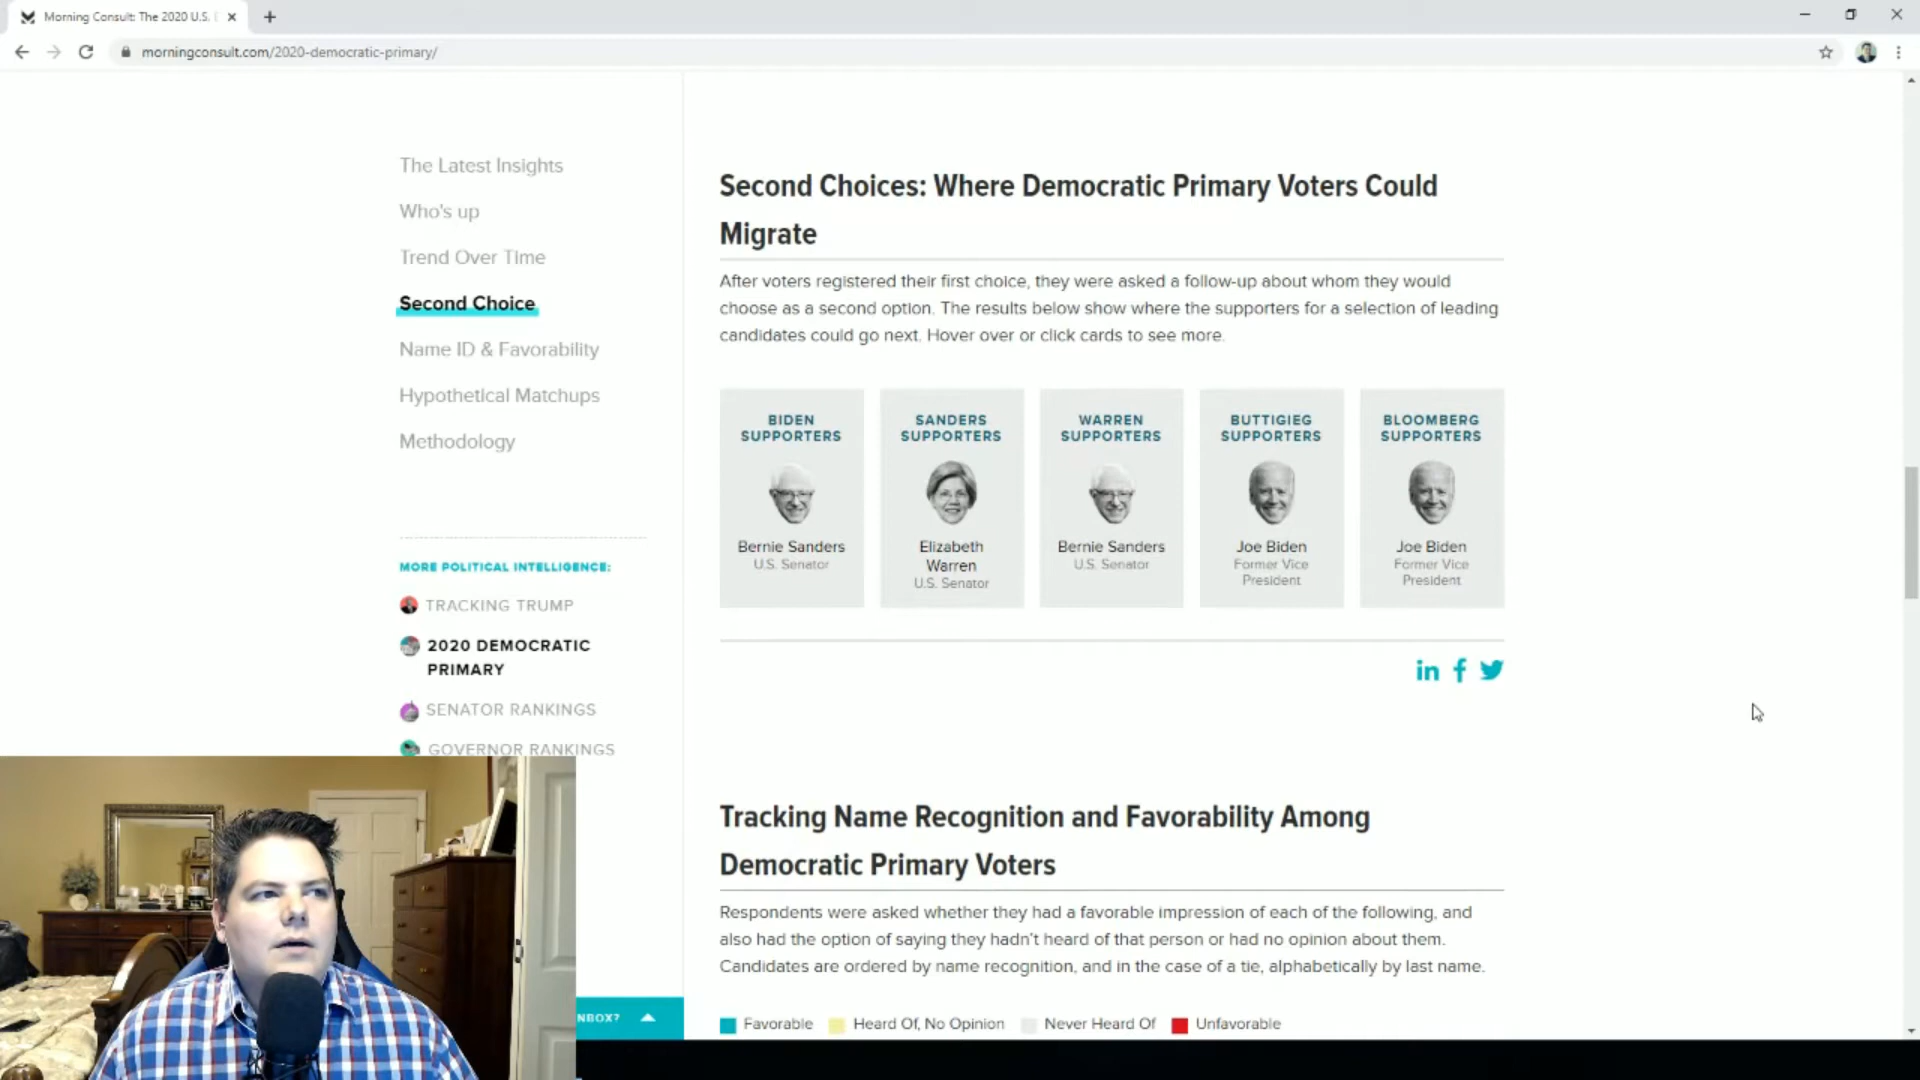 Morning Consult: The 2020 U.S.
morningconsult.com/2020-democratic-primary/
The Latest Insights
Who's up
Trend Over Time
Second Choice
Name ID & Favorability
Hypothetical Matchups
Methodology
MORE POLITICAL INTELLIGENCE:
TRACKING TRUMP
2020 DEMOCRATIC
PRIMARY
SENATOR RANKINGS
GOVERNOR RANKINGS
NBOX?
Second Choices: Where Democratic Primary Voters Could
Migrate
After voters registered their first choice, they were asked a follow-up about whom they would
choose as a second option. The results below show where the supporters for a selection of leading
candidates could go next. Hover over or click cards to see more.
BIDEN
SUPPORTERS
Bernie Sanders
U.S. Senator
SANDERS
SUPPORTERS
Elizabeth
Warren
U.S. Senator
WARREN
SUPPORTERS
Bernie Sanders
U.S. Senator
BUTTIGIEG
SUPPORTERS
Joe Biden
Former Vice
President
BLOOMBERG
SUPPORTERS
Joe Biden
Former Vice
President
in f
Tracking Name Recognition and Favorability Among
Democratic Primary Voters
Respondents were asked whether they had a favorable impression of each of the following, and
also had the option of saying they hadn't heard of that person or had no opinion about them.
Candidates are ordered by name recognition, and in the case of a tie, alphabetically by last name.
Favorable Heard Of, No Opinion Never Heard Of Unfavorable